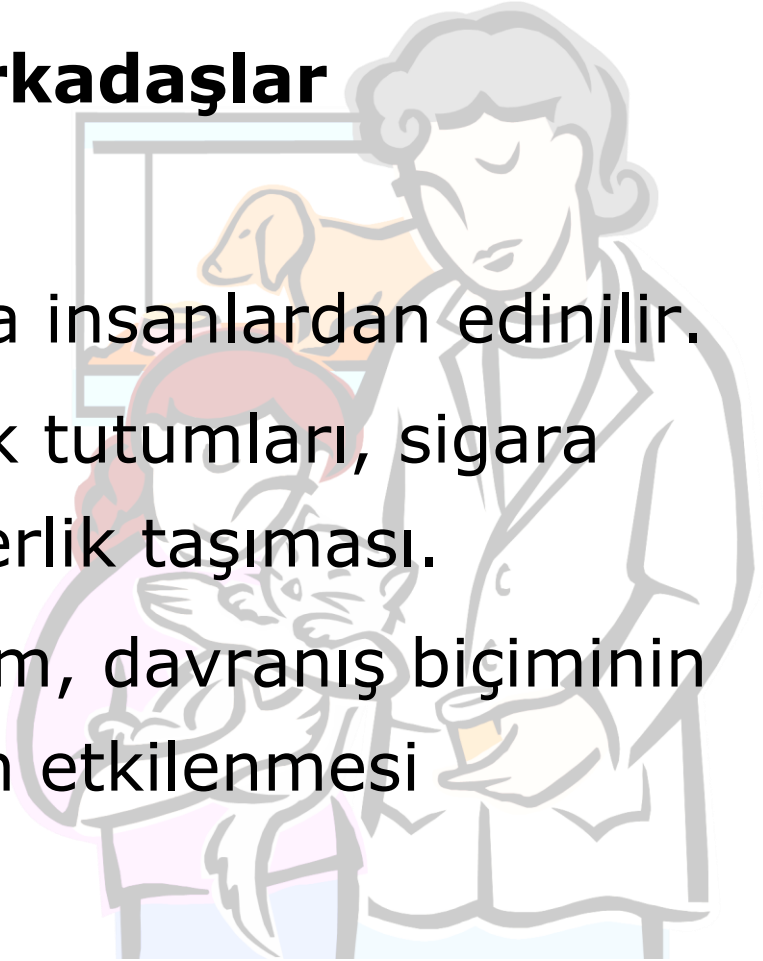 rkadaşlar
a insanlardan edinilir.
k tutumları, sigara
erlik taşıması.
m, davranış biçiminin
n etkilenmesi